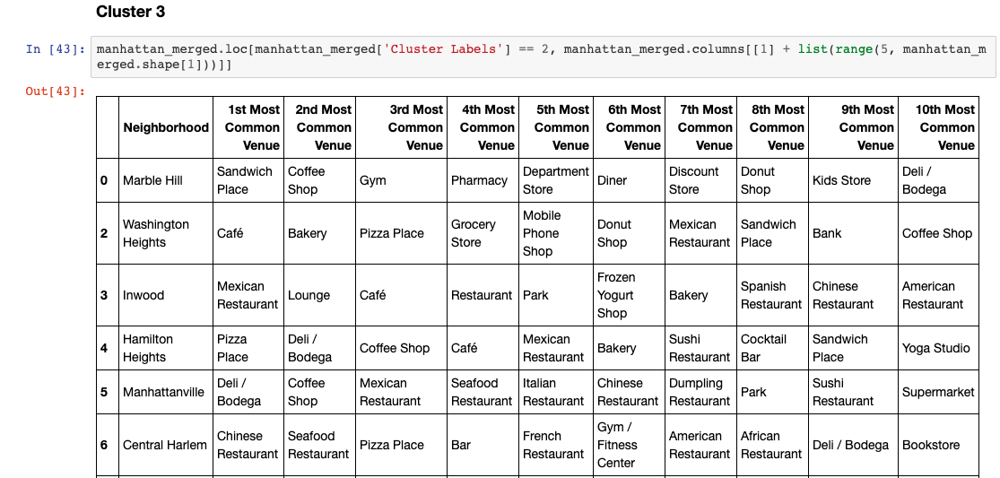 Cluster 3
In [43]: manhattan_merged.loc[manhattan_merged['Cluster Labels'] == 2, manhattan_merged.columns[[1] + list(range(5, manhattan_m
erged.shape[1]))]]
Out[43]:
Neighborhood 1st Most Common Venue 2nd Most Common Venue 3rd Most Common Venue 4th Most Common Venue 5th Most Common Venue 6th Most Common Venue 7th Most Common Venue 8th Most Common Venue 9th Most Common Venue 10th Most Common Venue
0 Marble Hill Sandwich Place Coffee Shop Gym Pharmacy Department Store Diner Discount Store Donut Shop Kids Store Deli / Bodega
2 Washington Heights Café Bakery Pizza Place Grocery Store Mobile Phone Shop Donut Shop Mexican Restaurant Sandwich Place Bank Coffee Shop
3 Inwood Mexican Restaurant Lounge Café Restaurant Park Frozen Yogurt Shop Bakery Spanish Restaurant Chinese Restaurant American Restaurant
4 Hamilton Heights Pizza Place Deli / Bodega Coffee Shop Café Mexican Restaurant Bakery Sushi Restaurant Cocktail Bar Sandwich Place Yoga Studio
5 Manhattanville Deli / Bodega Coffee Shop Mexican Restaurant Seafood Restaurant Italian Restaurant Chinese Restaurant Dumpling Restaurant Park Sushi Restaurant Supermarket
6 Central Harlem Chinese Restaurant Seafood Restaurant Pizza Place Bar French Restaurant Gym / Fitness Center American Restaurant African Restaurant Deli / Bodega Bookstore